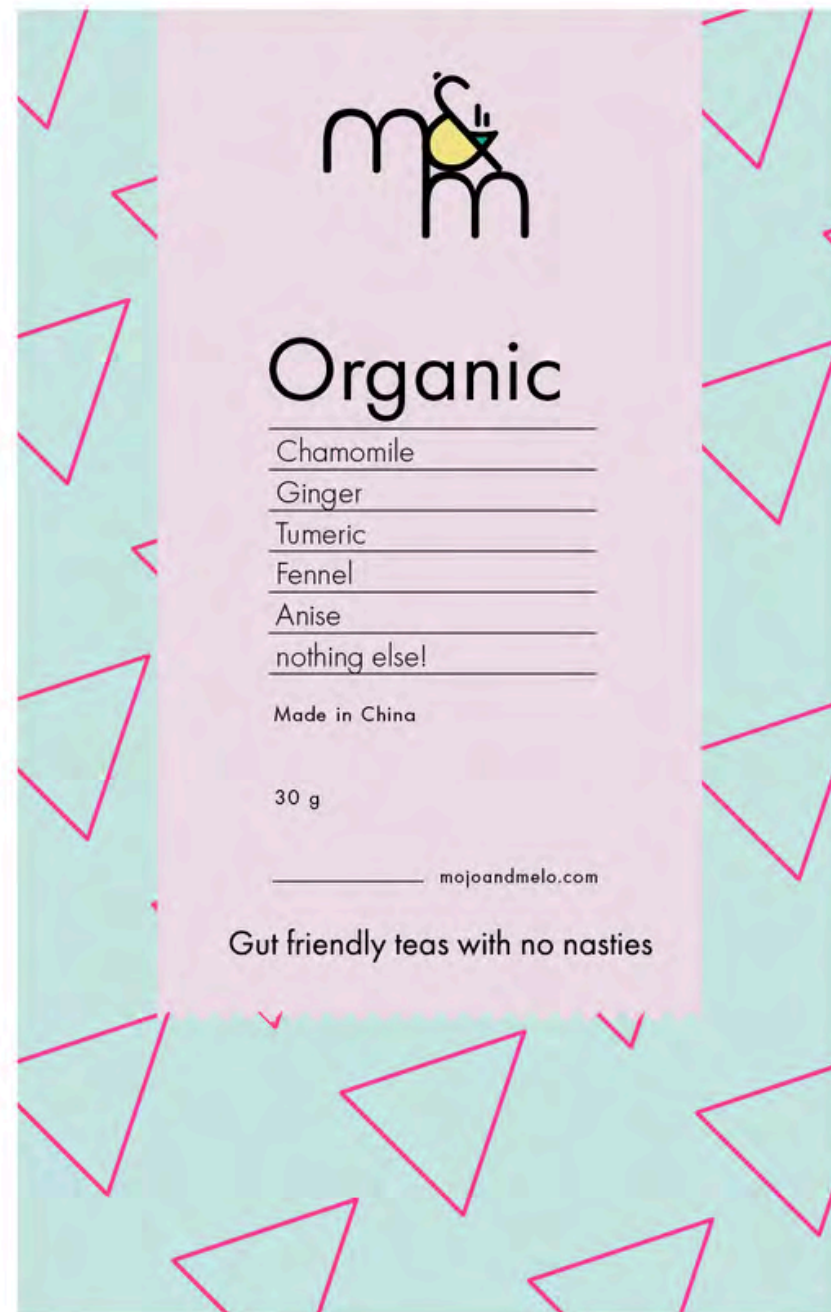 m&m
Organic
Chamomile
Ginger
Tumeric
Fennel
Anise
nothing else!
Made in China
30 g
mojoandmelo.com
Gut friendly teas with no nasties